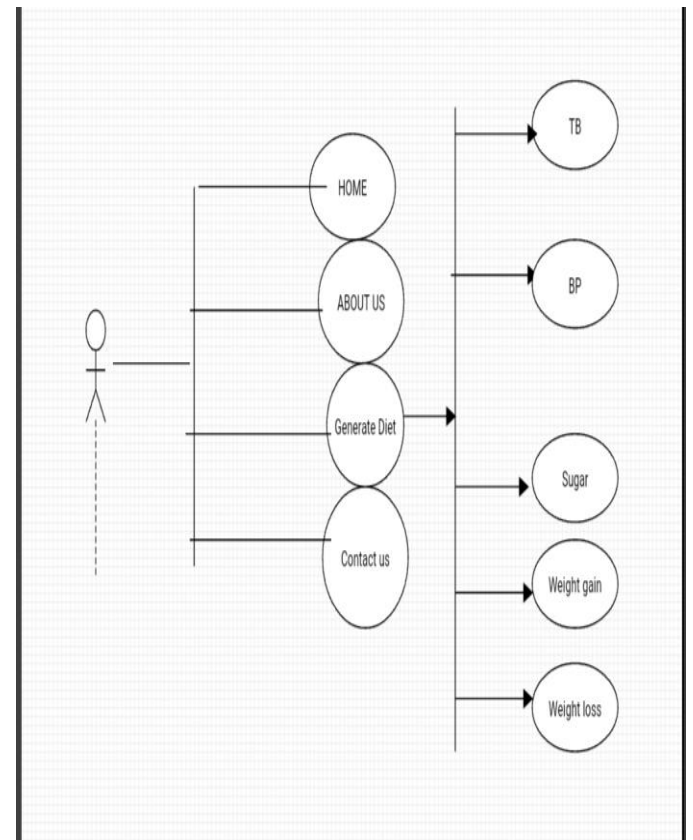 HOME
ABOUT US
Generate Diet
Contact us
TB
BP
Sugar
Weight gain
Weight loss